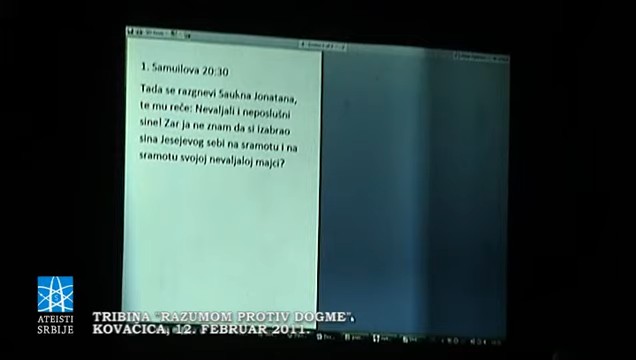 1. Samuilova 20:30
Tada se razgnevi Saukna Jonatana,
te mu reče: Nevaljali i neposlušni
sine! Zar ja ne znam da si izabrao
sina Jesejevog sebi na sramotu i na
sramotu svojoj nevaljaloj majci?
ATEISTI
SRBIJE
TRIBINA "RAZUMOM PROTIV DOGME",
KOVAČICA, 12. FEBRUAR 2011.